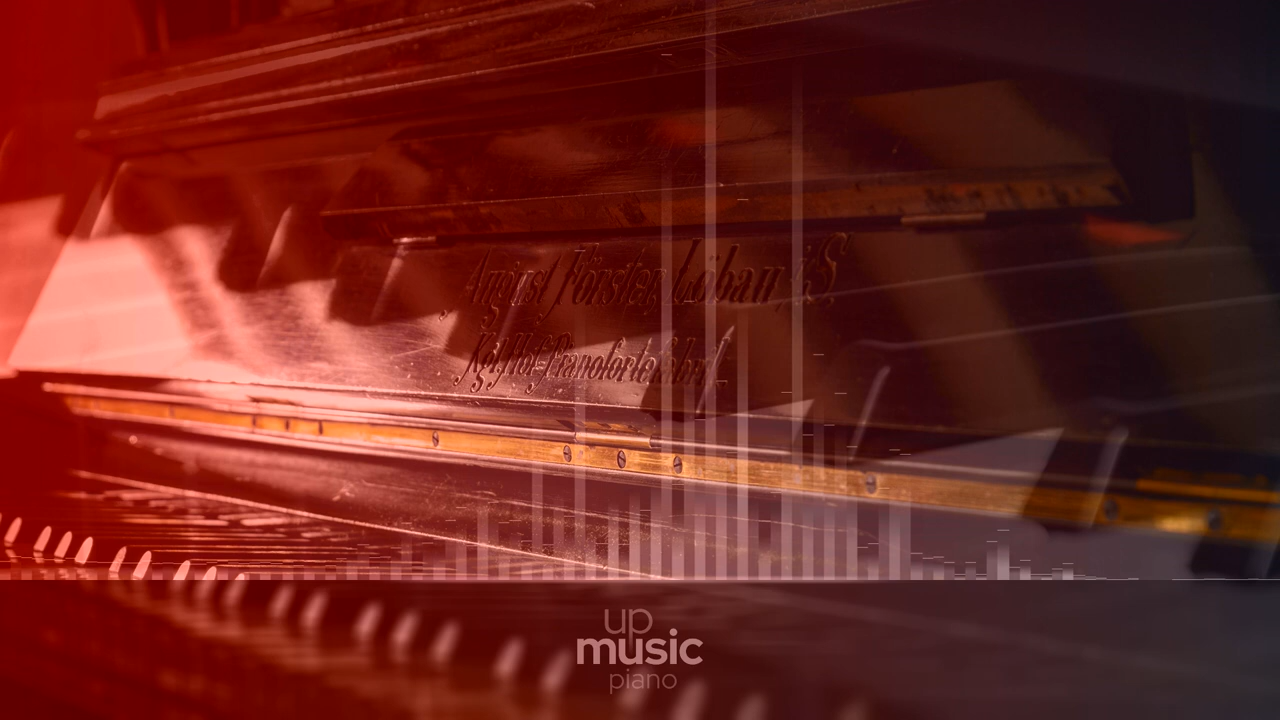 August Förster, Löbau i/S.
Kgl. Hof-Pianofortefabrik
up
music
piano